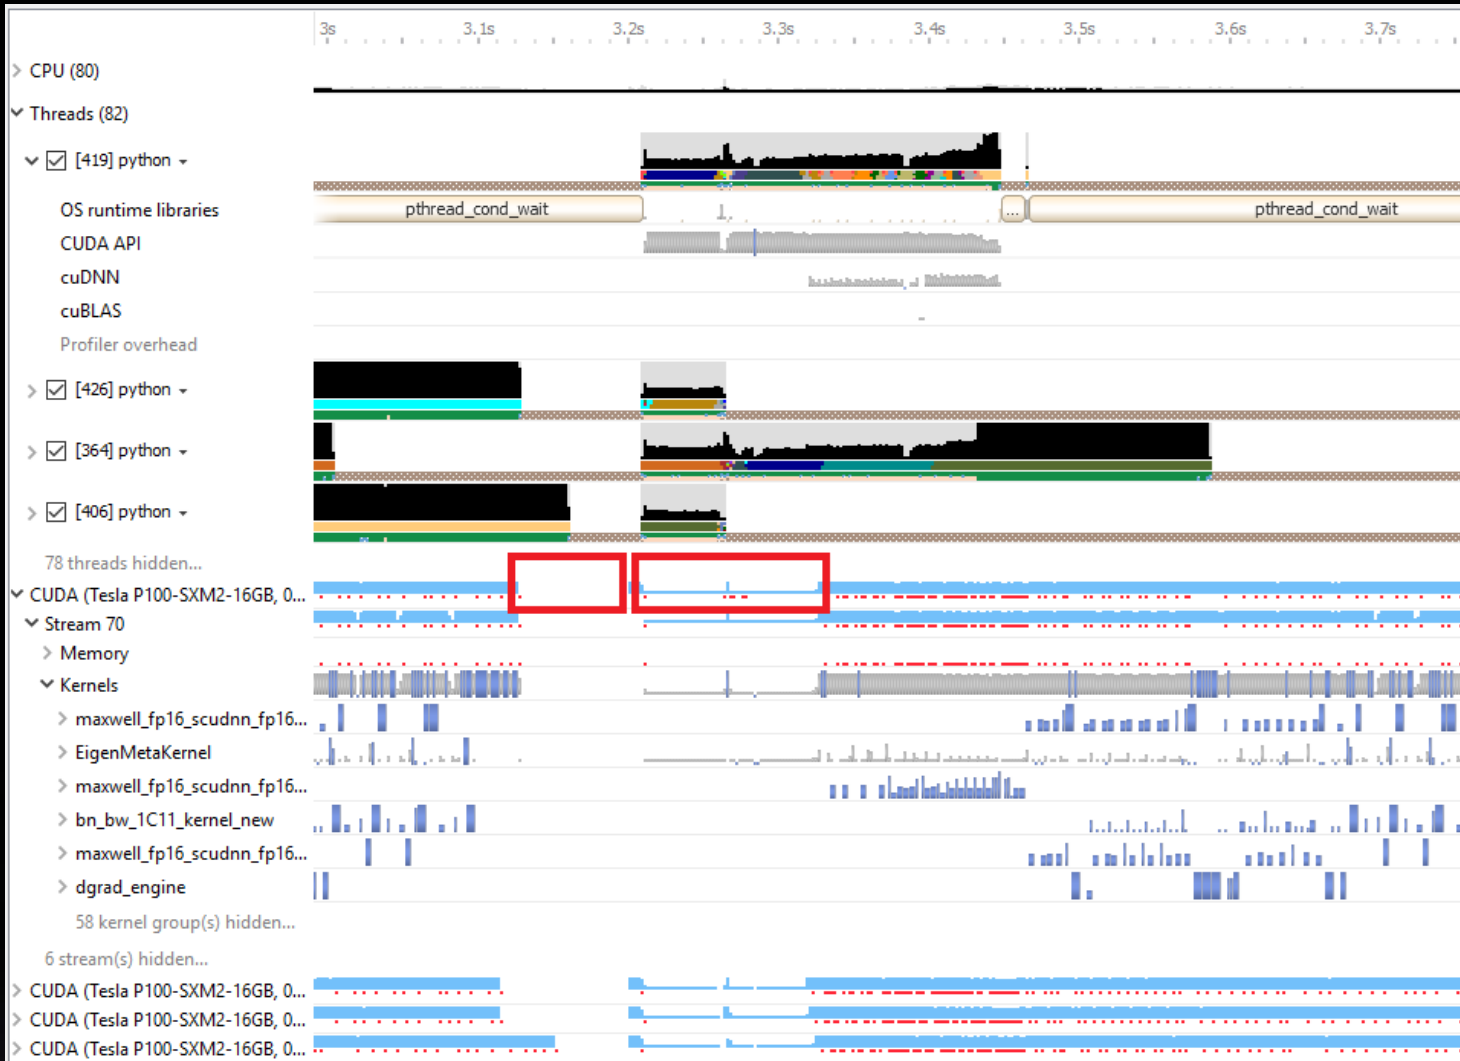 3s 3.1s 3.2s 3.3s 3.4s 3.5s 3.6s 3.7s
CPU (80)
Threads (82)
[419] python
OS runtime libraries pthread_cond_wait ... pthread_cond_wait
CUDA API
cuDNN
cuBLAS
Profiler overhead
[426] python
[364] python
[406] python
78 threads hidden...
CUDA (Tesla P100-SXM2-16GB, 0...
Stream 70
Memory
Kernels
maxwell_fp16_scudnn_fp16...
EigenMetaKernel
maxwell_fp16_scudnn_fp16...
bn_bw_1C11_kernel_new
maxwell_fp16_scudnn_fp16...
dgrad_engine
58 kernel group(s) hidden...
6 stream(s) hidden...
CUDA (Tesla P100-SXM2-16GB, 0...
CUDA (Tesla P100-SXM2-16GB, 0...
CUDA (Tesla P100-SXM2-16GB, 0...